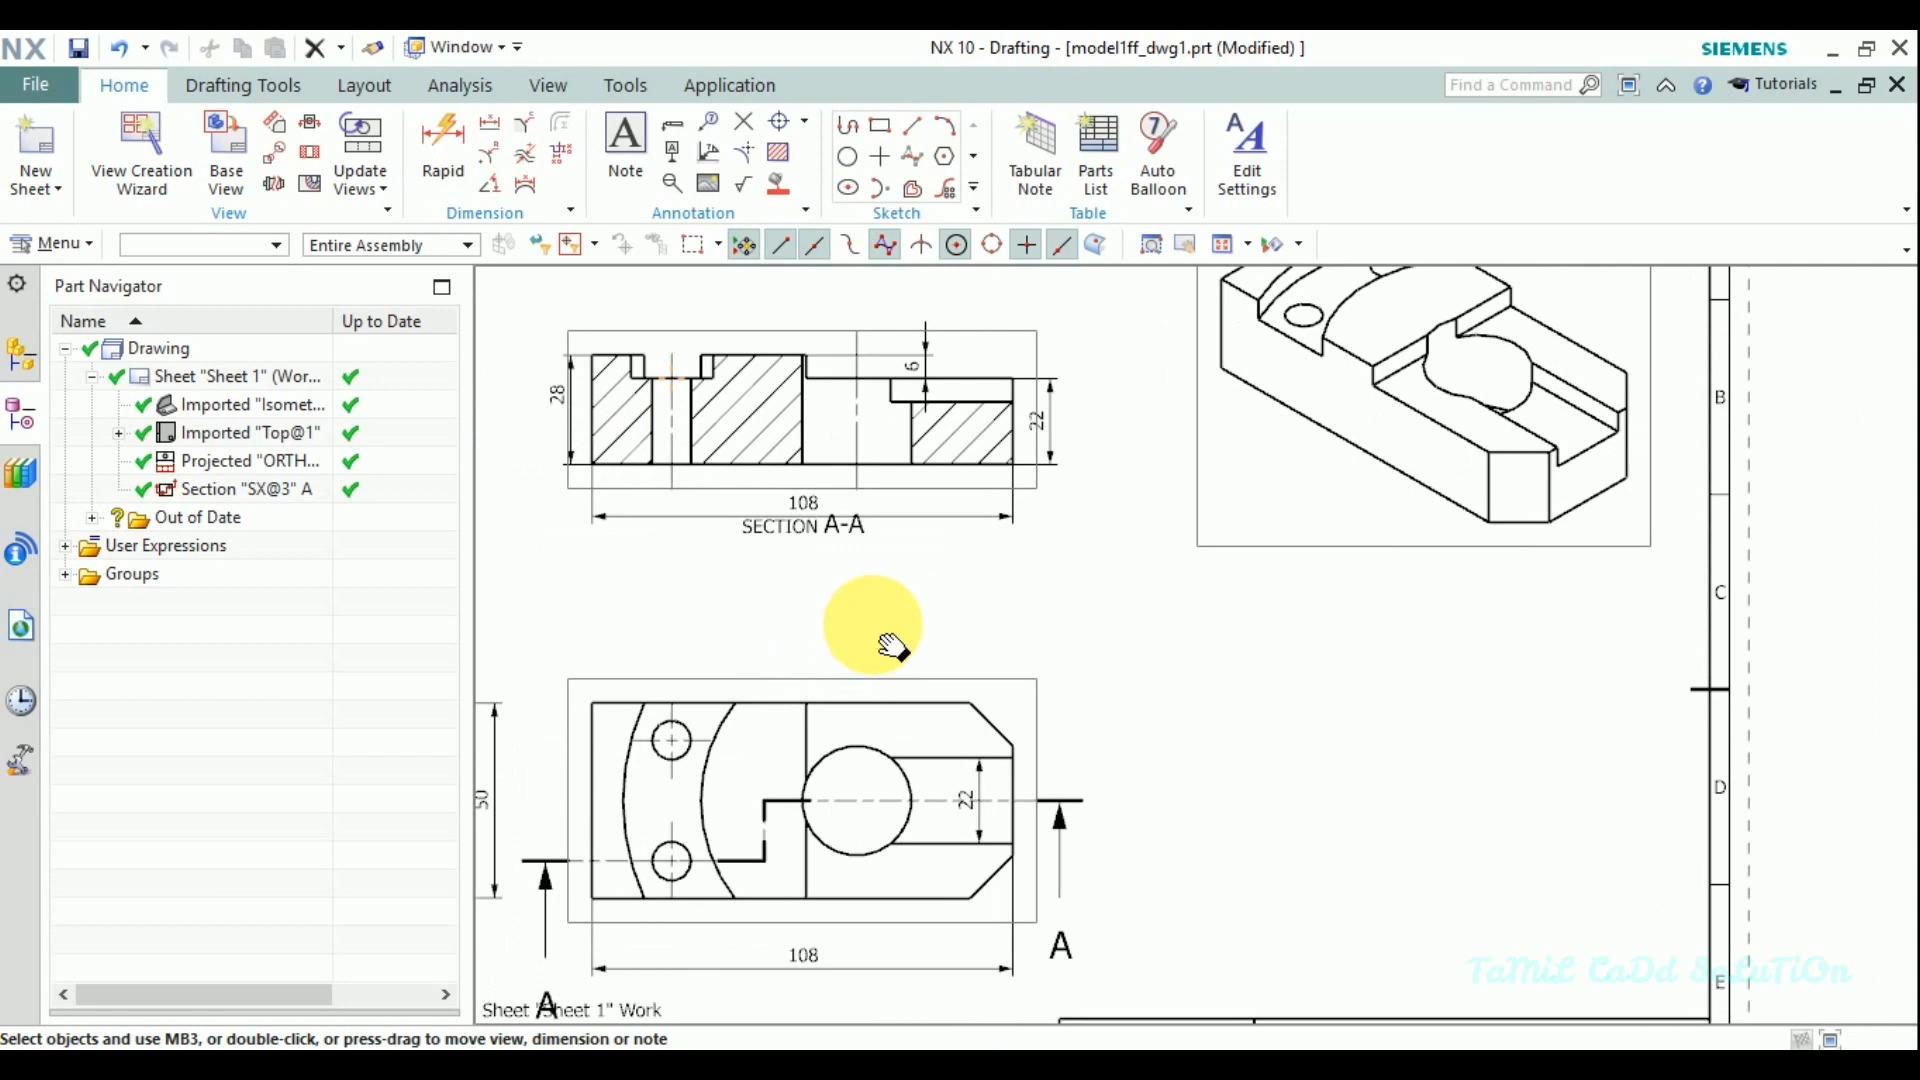 NX
Window
NX 10 - Drafting - [model1ff_dwg1.prt (Modified) ]
SIEMENS
File
Home
Drafting Tools
Layout
Analysis
View
Tools
Application
Find a Command
Tutorials
New
Sheet
View Creation
Wizard
Base
View
Update
Views
Rapid
Note
Tabular
Note
Parts
List
Auto
Balloon
Edit
Settings
View
Dimension
Annotation
Sketch
Table
Menu
Entire Assembly
Part Navigator
Name
Up to Date
Drawing
Sheet "Sheet 1" (Wor...
Imported "Isomet...
Imported "Top@1"
Projected "ORTH...
Section "SX@3" A
Out of Date
User Expressions
Groups
28
6
22
108
SECTION A-A
50
22
108
A
A
B
C
D
E
Sheet "Sheet 1" Work
TaMiL CaDd SoLuTiOn
Select objects and use MB3, or double-click, or press-drag to move view, dimension or note